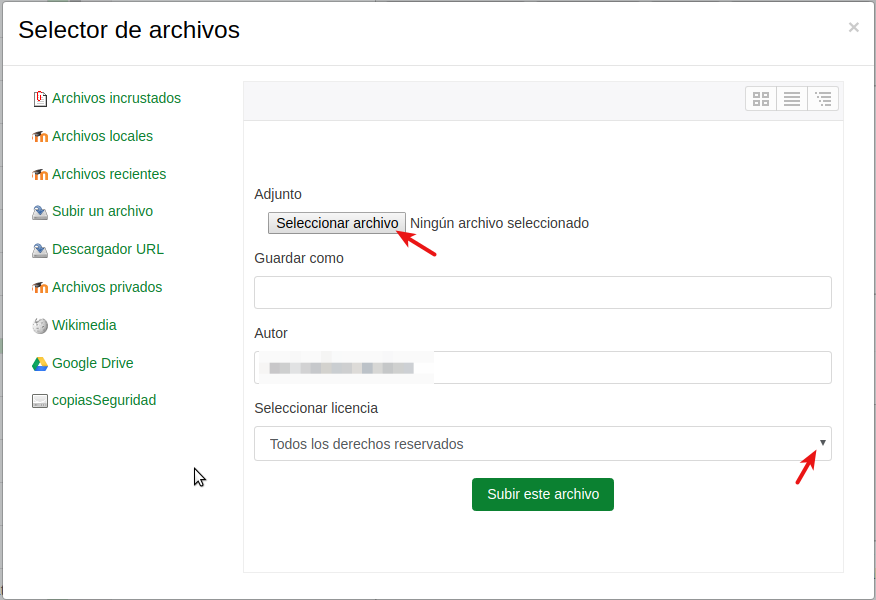 Selector de archivos
×
Archivos incrustados
Archivos locales
Archivos recientes
Subir un archivo
Descargador URL
Archivos privados
Wikimedia
Google Drive
copiasSeguridad
Adjunto
Seleccionar archivo Ningún archivo seleccionado
Guardar como
Autor
Seleccionar licencia
Todos los derechos reservados
Subir este archivo